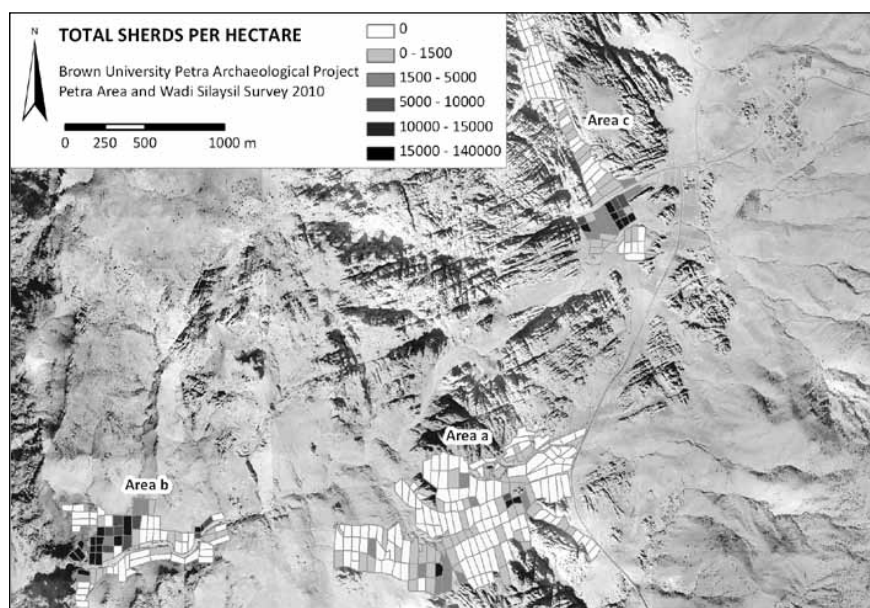 N
TOTAL SHERDS PER HECTARE
Brown University Petra Archaeological Project
Petra Area and Wadi Silaysil Survey 2010
0 250 500 1000 m
0
0 - 1500
1500 - 5000
5000 - 10000
10000 - 15000
15000 - 140000
Area c
Area a
Area b